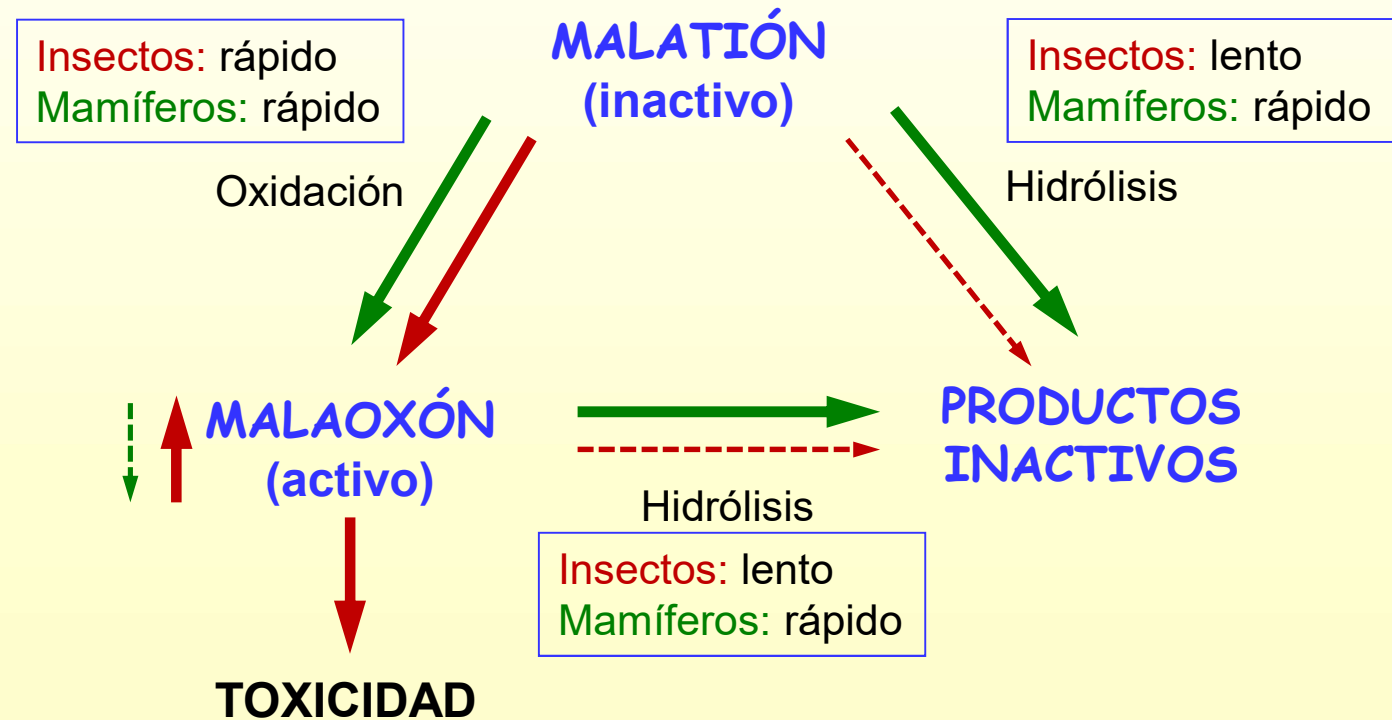 Insectos: rápido
Mamíferos: rápido
MALATIÓN
(inactivo)
Insectos: lento
Mamíferos: rápido
Oxidación
Hidrólisis
MALAOXÓN
(activo)
PRODUCTOS
INACTIVOS
Hidrólisis
Insectos: lento
Mamíferos: rápido
TOXICIDAD